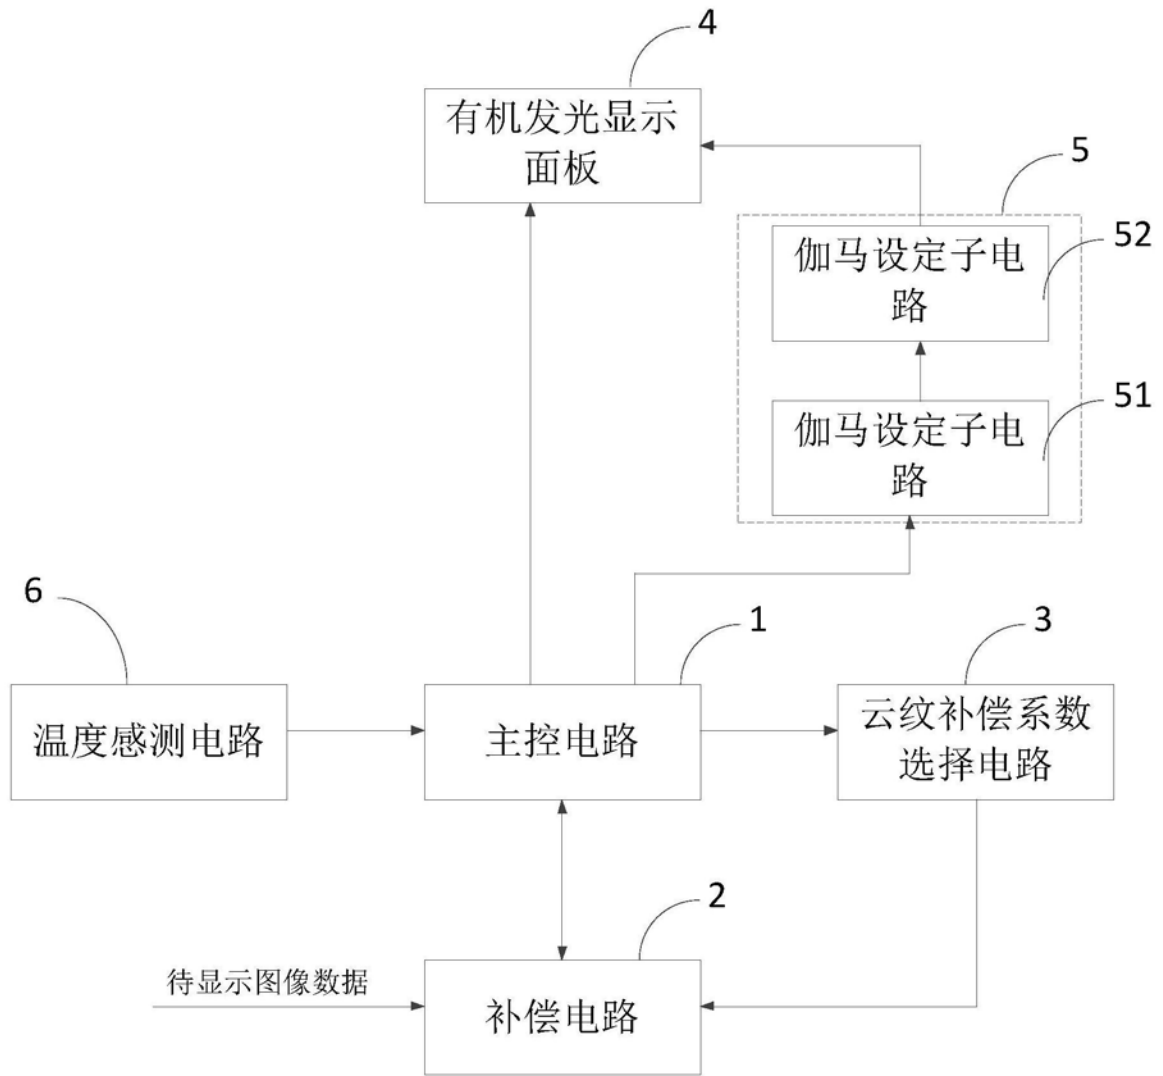 4
有机发光显示
面板
5
52
伽马设定子电
路
51
伽马设定子电
路
6
1
3
温度感测电路
主控电路
云纹补偿系数
选择电路
2
待显示图像数据
补偿电路